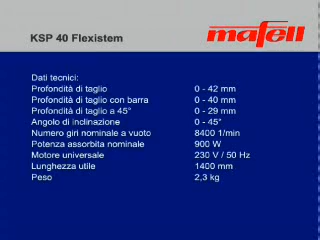 KSP 40 Flexistem
mafell
Dati tecnici:
Profondità di taglio 0 - 42 mm
Profondità di taglio con barra 0 - 40 mm
Profondità di taglio a 45° 0 - 29 mm
Angolo di inclinazione 0 - 45°
Numero giri nominale a vuoto 8400 1/min
Potenza assorbita nominale 900 W
Motore universale 230 V / 50 Hz
Lunghezza utile 1400 mm
Peso 2,3 kg